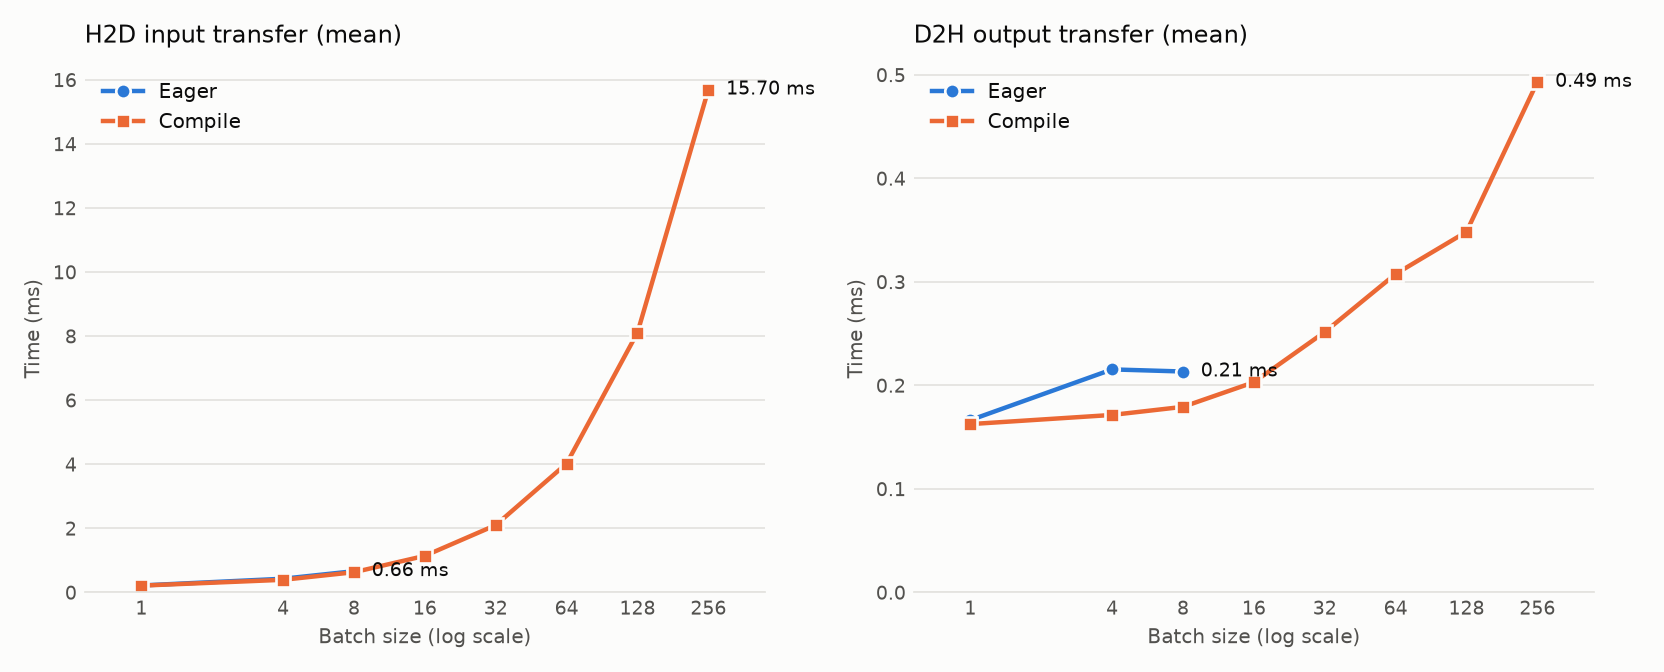 H2D input transfer (mean)
Eager
Compile
15.70 ms
0.66 ms
16
14
12
10
8
6
4
2
0
Time (ms)
1 4 8 16 32 64 128 256
Batch size (log scale)
D2H output transfer (mean)
Eager
Compile
0.49 ms
0.21 ms
0.5
0.4
0.3
0.2
0.1
0.0
Time (ms)
1 4 8 16 32 64 128 256
Batch size (log scale)